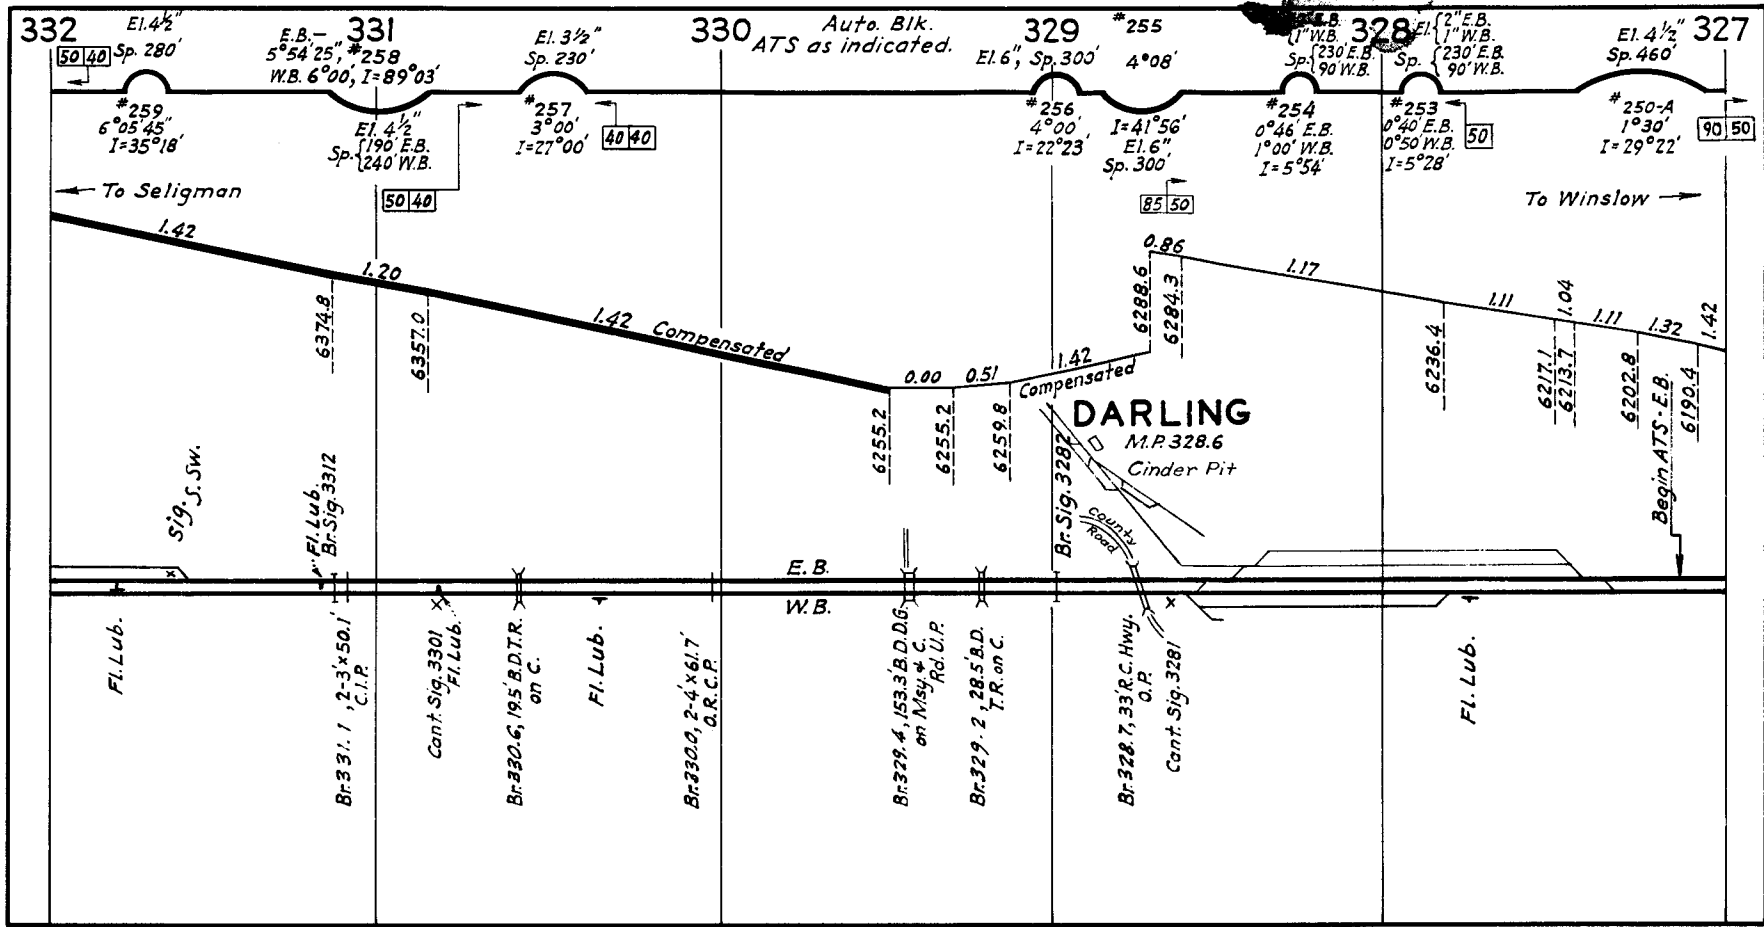 332
331
330
329
328
327
El. 4½"
Sp. 280'
50 40
#259
6°05'45"
I=35°18'
E.B.-
5°54'25", #258
W.B. 6°00', I=89°03'
El. 4½"
Sp. {190' E.B.
240' W.B.
50 40
El. 3½"
Sp. 230'
#257
3°00'
I=27°00'
40 40
Auto. Blk.
ATS as indicated.
El. 6", Sp. 300'
#256
4°00'
I=22°23'
#255
4°08'
I=41°56'
El. 6"
Sp. 300'
85 50
E.B.
1" W.B.
Sp. {230' E.B.
90' W.B.
#254
0°46' E.B.
1°00' W.B.
I=5°54'
El. {2" E.B.
1" W.B.
Sp. {230' E.B.
90' W.B.
#253
0°40' E.B.
0°50' W.B.
I=5°28'
50
El. 4½"
Sp. 460'
#250-A
1°30'
I=29°22'
90 50
To Seligman
To Winslow
1.42
1.20
1.42
Compensated
0.00
0.51
1.42
Compensated
0.86
1.17
1.11
1.04
1.11
1.32
1.42
6374.8
6357.0
6255.2
6255.2
6259.8
6288.6
6284.3
6236.4
6217.1
6213.7
6202.8
6190.4
DARLING
M.P. 328.6
Cinder Pit
County
Road
Sig. S. Sw.
Fl. Lub.
Br. Sig. 3312
Br. Sig. 3282
Begin ATS - E.B.
E.B.
W.B.
Fl. Lub.
Br. 331.1, 2-3'x50.1'
C.I.P.
Cant. Sig. 3301
Fl. Lub.
Br. 330.6, 19.5' B.D.T.R.
on C.
Fl. Lub.
Br. 330.0, 2-4'x61.7'
O.R.C.P.
Br. 329.4, 153.3' B.D.D.G.
on Msy. & C.
Rd. U.P.
Br. 329.2, 28.5' B.D.
T.R. on C.
Br. 328.7, 33' R.C. Hwy.
O.P.
Cant. Sig. 3281
Fl. Lub.